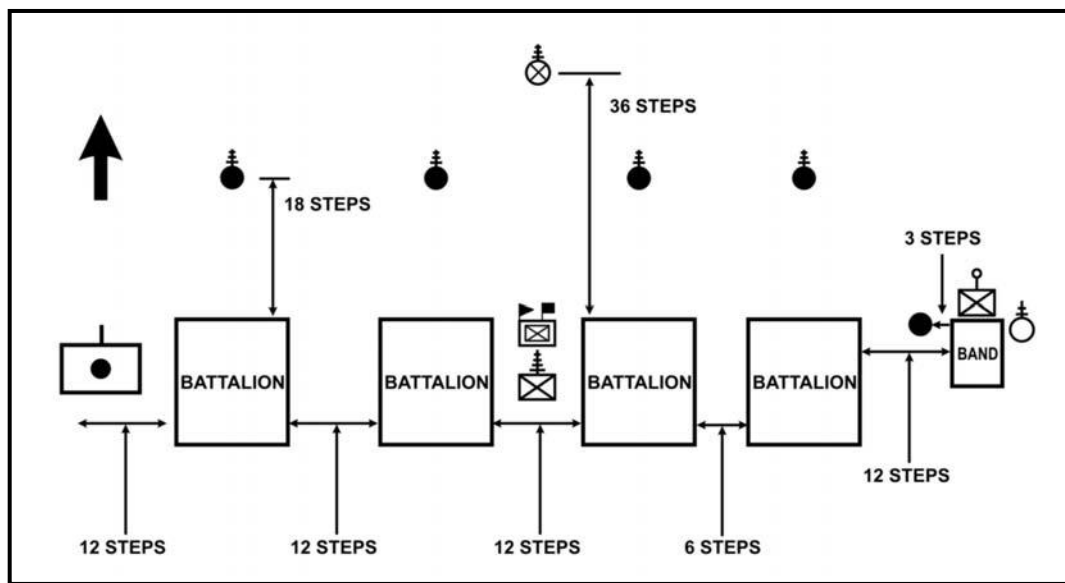 36 STEPS
18 STEPS
3 STEPS
BATTALION
BATTALION
BATTALION
BATTALION
BAND
12 STEPS
12 STEPS
12 STEPS
12 STEPS
6 STEPS